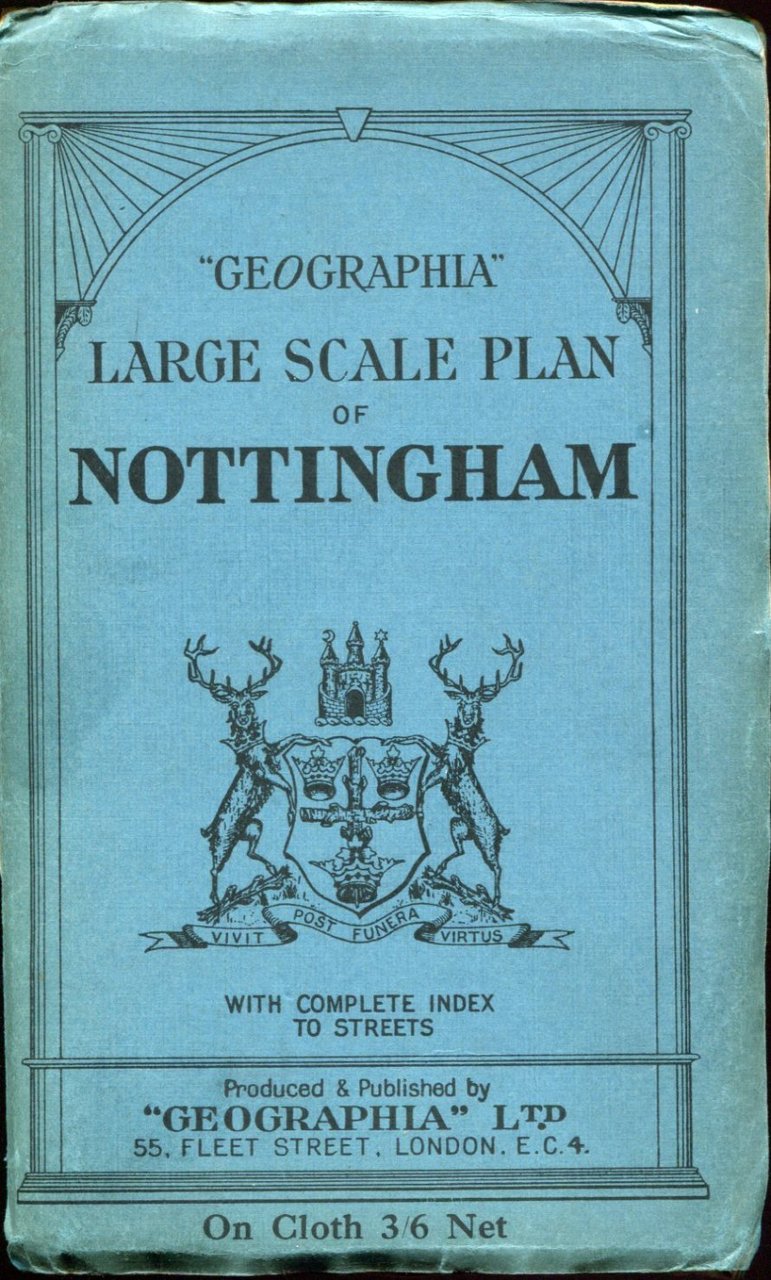 "GEOGRAPHIA"
LARGE SCALE PLAN
OF
NOTTINGHAM
VIVIT POST FUNERA VIRTUS
WITH COMPLETE INDEX
TO STREETS
Produced & Published by
"GEOGRAPHIA" LTD
55, FLEET STREET, LONDON. E.C.4.
On Cloth 3/6 Net